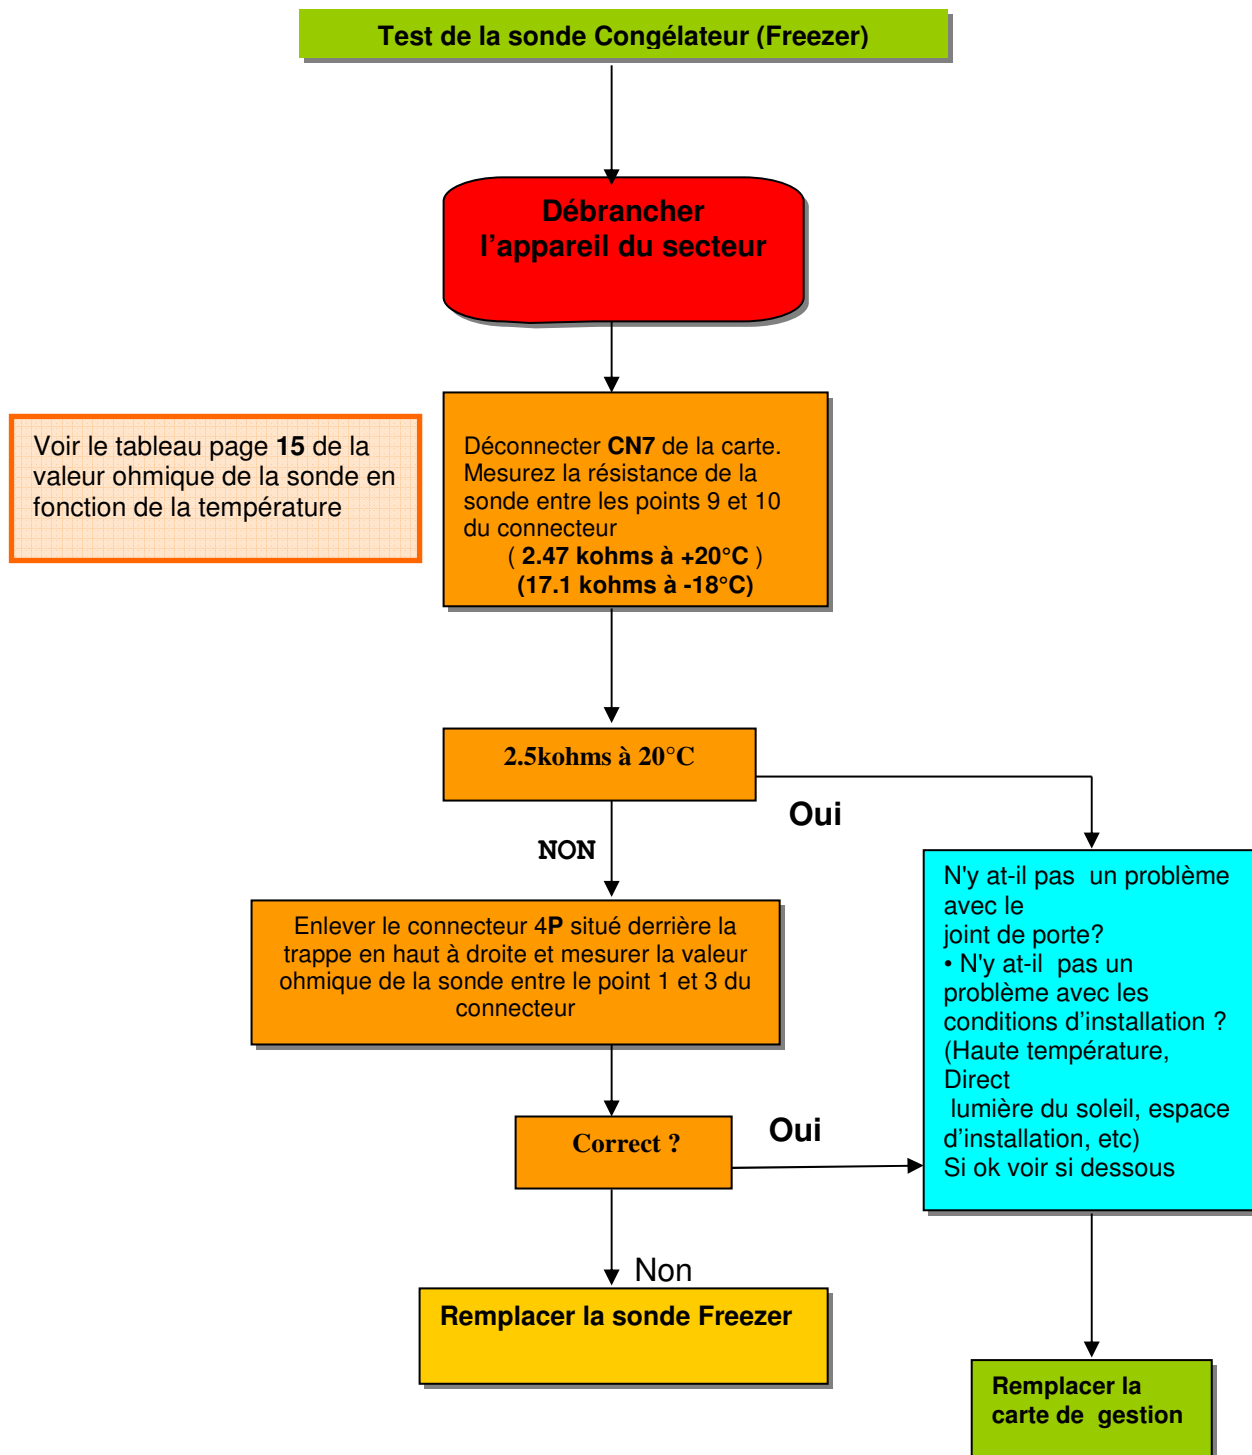 Test de la sonde Congélateur (Freezer)
Débrancher
l'appareil du secteur
Voir le tableau page 15 de la
valeur ohmique de la sonde en
fonction de la température
Déconnecter CN7 de la carte.
Mesurez la résistance de la
sonde entre les points 9 et 10
du connecteur
( 2.47 kohms à +20°C )
(17.1 kohms à -18°C)
2.5kohms à 20°C
Oui
NON
Enlever le connecteur 4P situé derrière la
trappe en haut à droite et mesurer la valeur
ohmique de la sonde entre le point 1 et 3 du
connecteur
N'y at-il pas un problème
avec le
joint de porte?
• N'y at-il pas un
problème avec les
conditions d'installation ?
(Haute température,
Direct
lumière du soleil, espace
d'installation, etc)
Si ok voir si dessous
Correct ?
Oui
Non
Remplacer la sonde Freezer
Remplacer la
carte de gestion